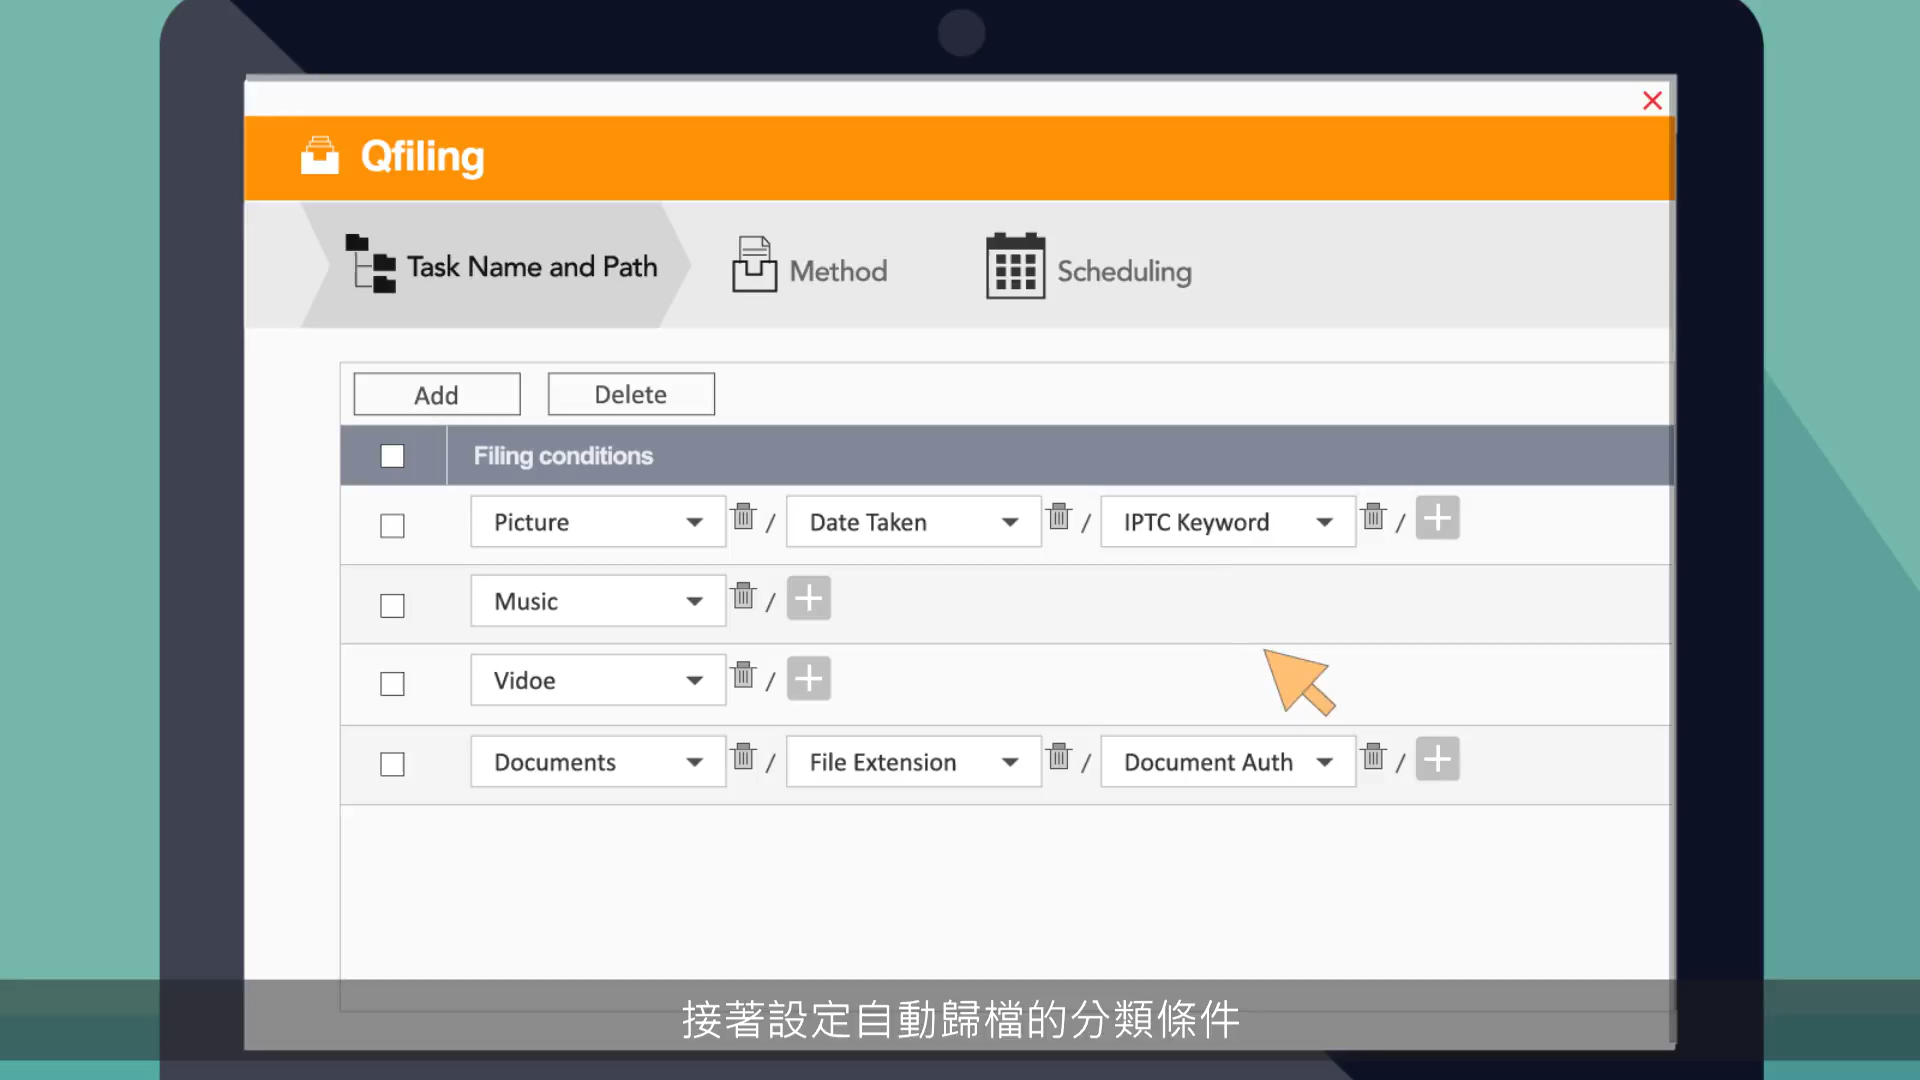 Qfiling
Task Name and Path
Method
Scheduling
Add
Delete
Filing conditions
Picture / Date Taken / IPTC Keyword /
Music /
Vidoe /
Documents / File Extension / Document Auth /
接著設定自動歸檔的分類條件